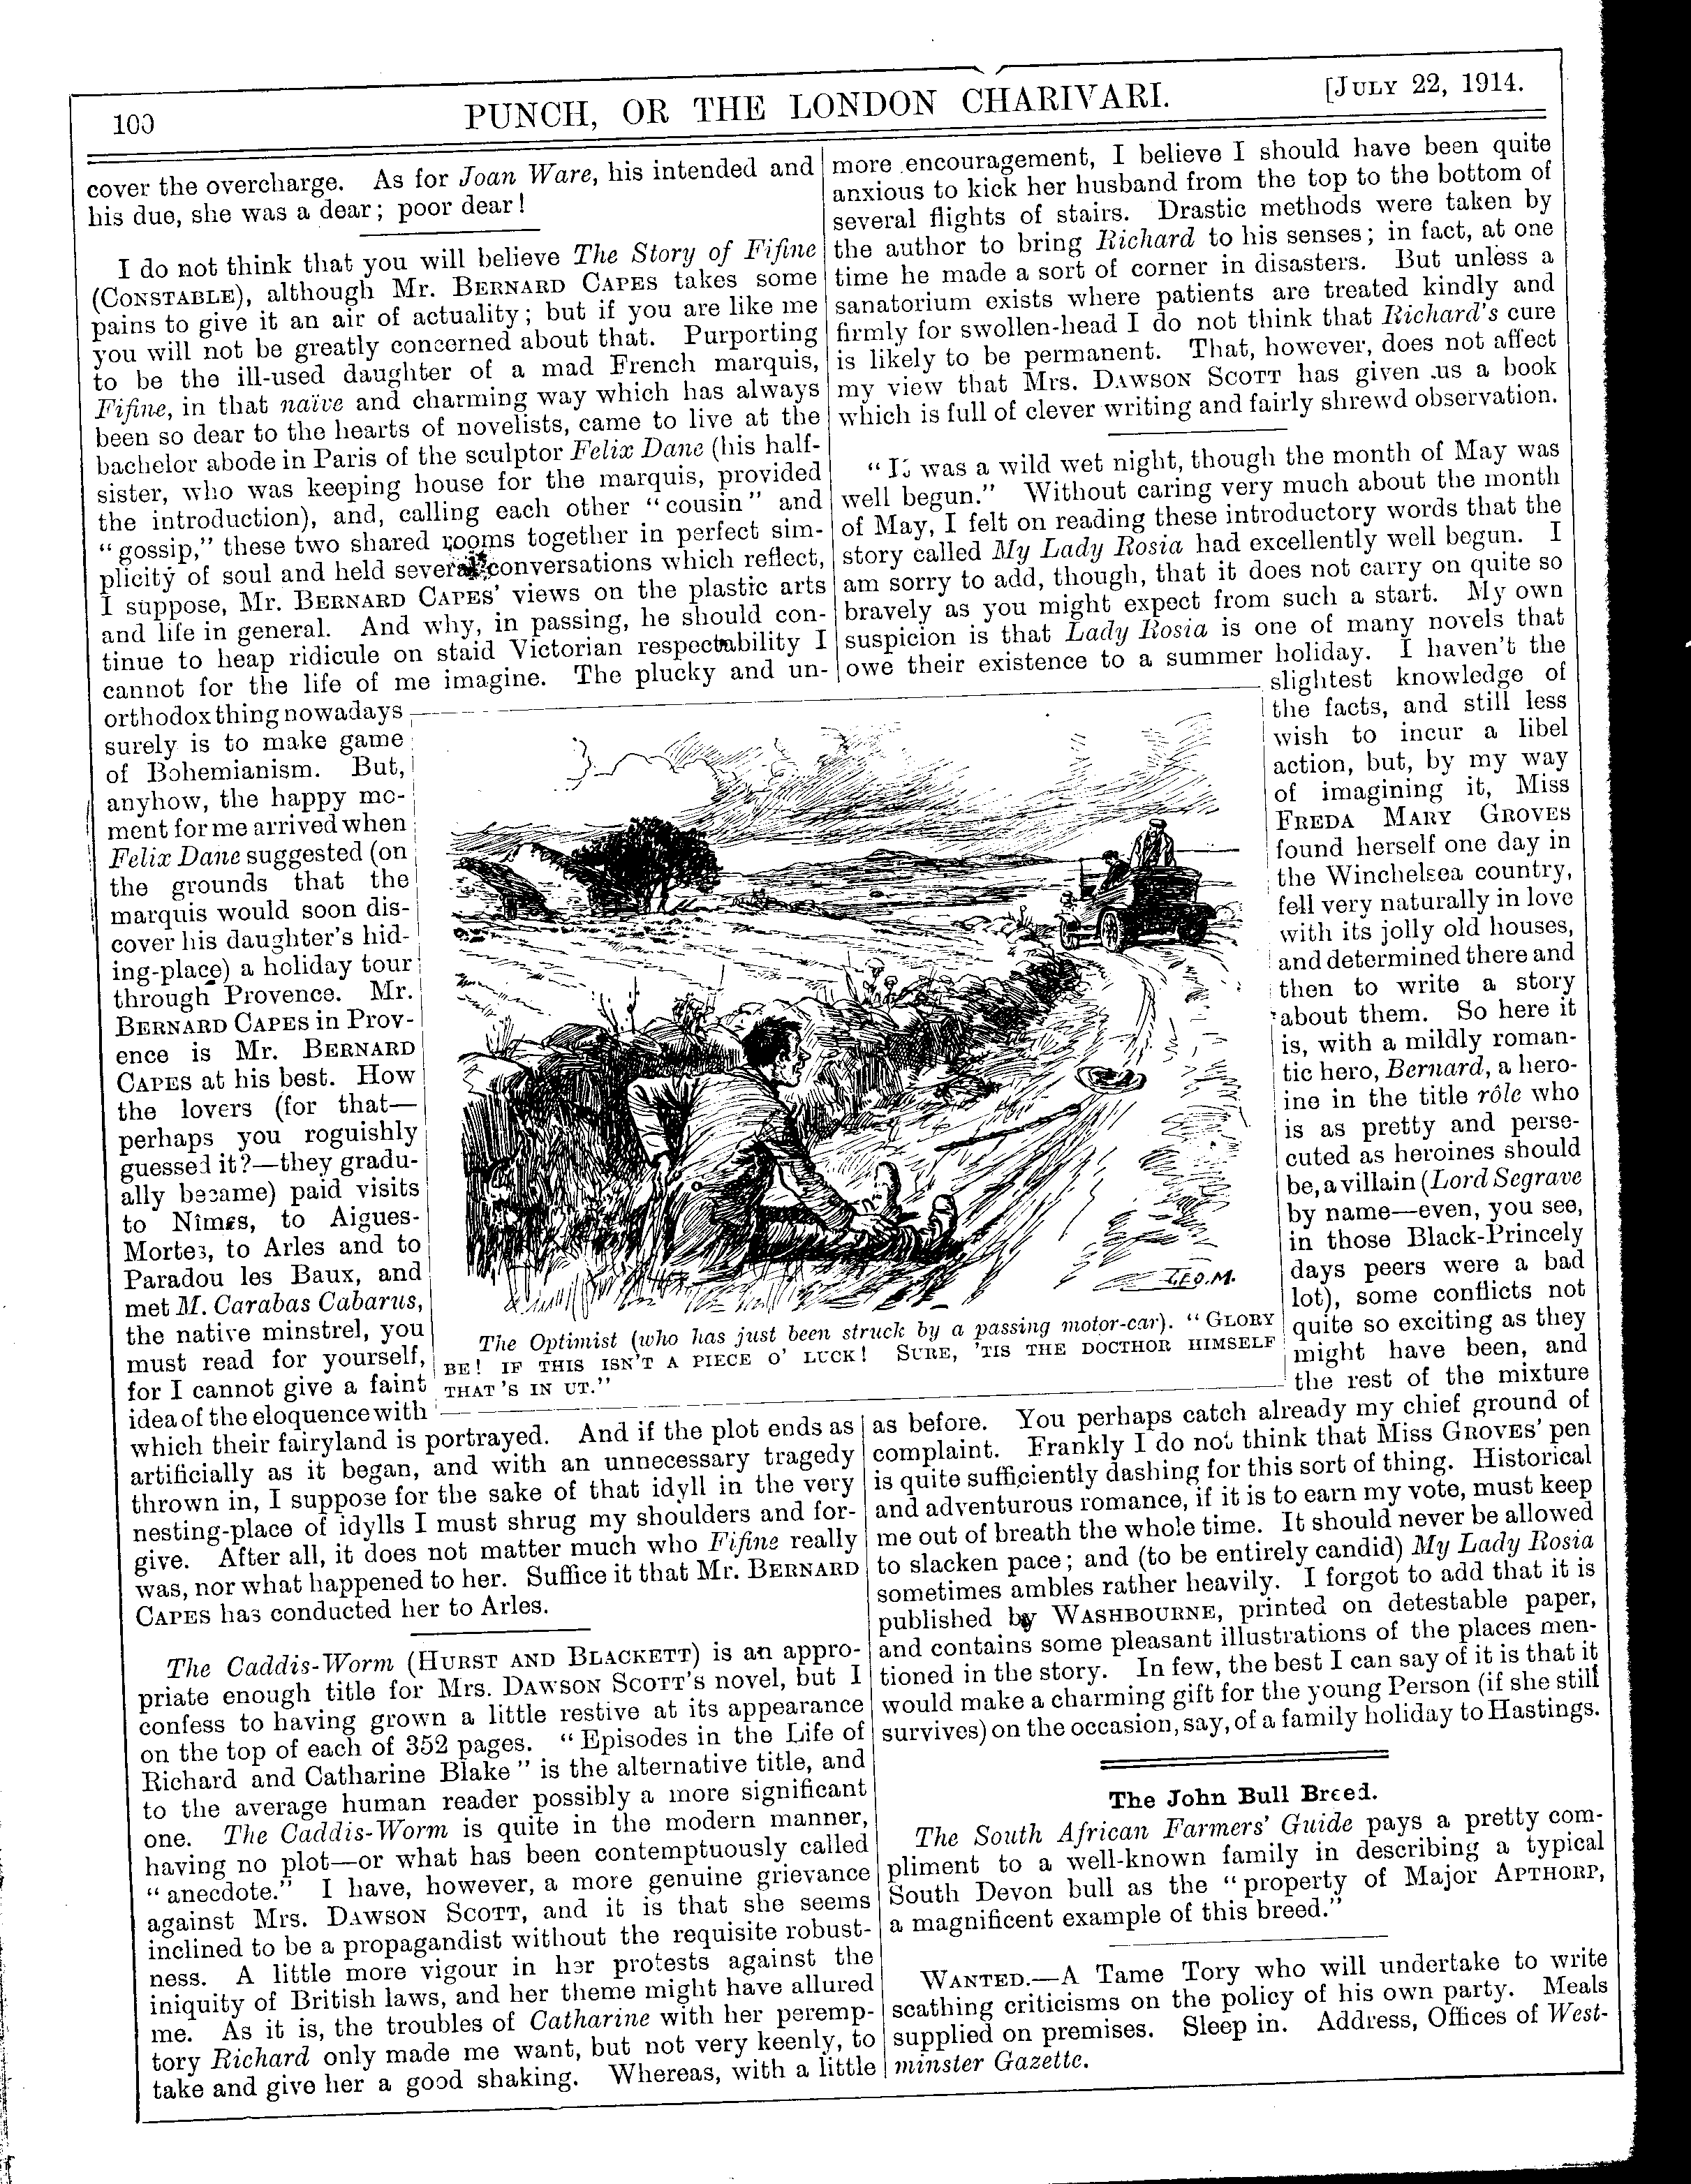 100
PUNCH, OR THE LONDON CHARIVARI.
[JULY 22, 1914.
cover the overcharge. As for Joan Ware, his intended and
his due, she was a dear; poor dear!
I do not think that you will believe The Story of Fifine
(CONSTABLE), although Mr. BERNARD CAPES takes some
pains to give it an air of actuality; but if you are like me
you will not be greatly concerned about that. Purporting
to be the ill-used daughter of a mad French marquis,
Fifine, in that naïve and charming way which has always
been so dear to the hearts of novelists, came to live at the
bachelor abode in Paris of the sculptor Felix Dane (his half-
sister, who was keeping house for the marquis, provided
the introduction), and, calling each other "cousin" and
"gossip," these two shared rooms together in perfect sim-
plicity of soul and held several conversations which reflect,
I suppose, Mr. BERNARD CAPES' views on the plastic arts
and life in general. And why, in passing, he should con-
tinue to heap ridicule on staid Victorian respectability I
cannot for the life of me imagine. The plucky and un-
orthodox thing nowadays
surely is to make game
of Bohemianism. But,
anyhow, the happy mo-
ment for me arrived when
Felix Dane suggested (on
the grounds that the
marquis would soon dis-
cover his daughter's hid-
ing-place) a holiday tour
through Provence. Mr.
BERNARD CAPES in Prov-
ence is Mr. BERNARD
CAPES at his best. How
the lovers (for that—
perhaps you roguishly
guessed it?—they gradu-
ally became) paid visits
to Nîmes, to Aigues-
Mortes, to Arles and to
Paradou les Baux, and
met M. Carabas Cabarus,
the native minstrel, you
must read for yourself,
for I cannot give a faint
idea of the eloquence with
which their fairyland is portrayed. And if the plot ends as
artificially as it began, and with an unnecessary tragedy
thrown in, I suppose for the sake of that idyll in the very
nesting-place of idylls I must shrug my shoulders and for-
give. After all, it does not matter much who Fifine really
was, nor what happened to her. Suffice it that Mr. BERNARD
CAPES has conducted her to Arles.
The Caddis-Worm (HURST AND BLACKETT) is an appro-
priate enough title for Mrs. DAWSON SCOTT'S novel, but I
confess to having grown a little restive at its appearance
on the top of each of 352 pages. "Episodes in the Life of
Richard and Catharine Blake" is the alternative title, and
to the average human reader possibly a more significant
one. The Caddis-Worm is quite in the modern manner,
having no plot—or what has been contemptuously called
"anecdote." I have, however, a more genuine grievance
against Mrs. DAWSON SCOTT, and it is that she seems
inclined to be a propagandist without the requisite robust-
ness. A little more vigour in her protests against the
iniquity of British laws, and her theme might have allured
me. As it is, the troubles of Catharine with her peremp-
tory Richard only made me want, but not very keenly, to
take and give her a good shaking. Whereas, with a little
more encouragement, I believe I should have been quite
anxious to kick her husband from the top to the bottom of
several flights of stairs. Drastic methods were taken by
the author to bring Richard to his senses; in fact, at one
time he made a sort of corner in disasters. But unless a
sanatorium exists where patients are treated kindly and
firmly for swollen-head I do not think that Richard's cure
is likely to be permanent. That, however, does not affect
my view that Mrs. DAWSON SCOTT has given us a book
which is full of clever writing and fairly shrewd observation.
"It was a wild wet night, though the month of May was
well begun." Without caring very much about the month
of May, I felt on reading these introductory words that the
story called My Lady Rosia had excellently well begun. I
am sorry to add, though, that it does not carry on quite so
bravely as you might expect from such a start. My own
suspicion is that Lady Rosia is one of many novels that
owe their existence to a summer holiday. I haven't the
slightest knowledge of
the facts, and still less
wish to incur a libel
action, but, by my way
of imagining it, Miss
FREDA MARY GROVES
found herself one day in
the Winchelsea country,
fell very naturally in love
with its jolly old houses,
and determined there and
then to write a story
about them. So here it
is, with a mildly roman-
tic hero, Bernard, a hero-
ine in the title rôle who
is as pretty and perse-
cuted as heroines should
be, a villain (Lord Segrave
by name—even, you see,
in those Black-Princely
days peers were a bad
lot), some conflicts not
quite so exciting as they
might have been, and
the rest of the mixture
as before. You perhaps catch already my chief ground of
complaint. Frankly I do not think that Miss GROVES' pen
is quite sufficiently dashing for this sort of thing. Historical
and adventurous romance, if it is to earn my vote, must keep
me out of breath the whole time. It should never be allowed
to slacken pace; and (to be entirely candid) My Lady Rosia
sometimes ambles rather heavily. I forgot to add that it is
published by WASHBOURNE, printed on detestable paper,
and contains some pleasant illustrations of the places men-
tioned in the story. In few, the best I can say of it is that it
would make a charming gift for the young Person (if she still
survives) on the occasion, say, of a family holiday to Hastings.
GEO. M.
The Optimist (who has just been struck by a passing motor-car). "GLORY
BE! IF THIS ISN'T A PIECE O' LUCK! SURE, 'TIS THE DOCTHOR HIMSELF
THAT'S IN UT."
The John Bull Breed.
The South African Farmers' Guide pays a pretty com-
pliment to a well-known family in describing a typical
South Devon bull as the "property of Major APTHORP,
a magnificent example of this breed."
WANTED.—A Tame Tory who will undertake to write
scathing criticisms on the policy of his own party. Meals
supplied on premises. Sleep in. Address, Offices of West-
minster Gazette.